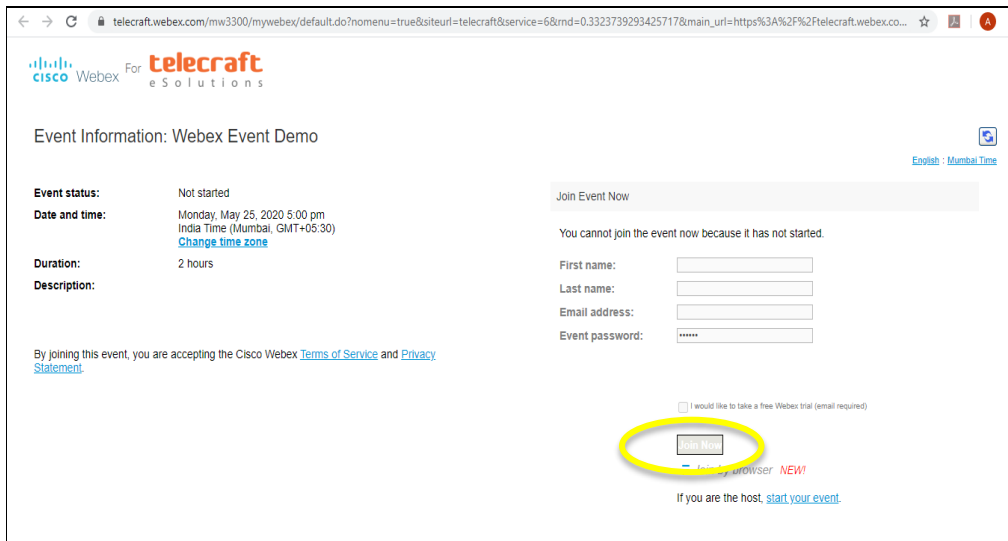 telecraft.webex.com/mw3300/mywebex/default.do?nomenu=true&siteurl=telecraft&service=6&rnd=0.3323739293425717&main_url=https%3A%2F%2Ftelecraft.webex.co...
A
CISCO Webex For telecraft
eSolutions
Event Information: Webex Event Demo
English : Mumbai Time
Event status: Not started
Date and time: Monday, May 25, 2020 5:00 pm
India Time (Mumbai, GMT+05:30)
Change time zone
Duration: 2 hours
Description:
By joining this event, you are accepting the Cisco Webex Terms of Service and Privacy
Statement.
Join Event Now
You cannot join the event now because it has not started.
First name:
Last name:
Email address:
Event password: ••••••
I would like to take a free Webex trial (email required)
Join Now
Join by browser NEW!
If you are the host, start your event.